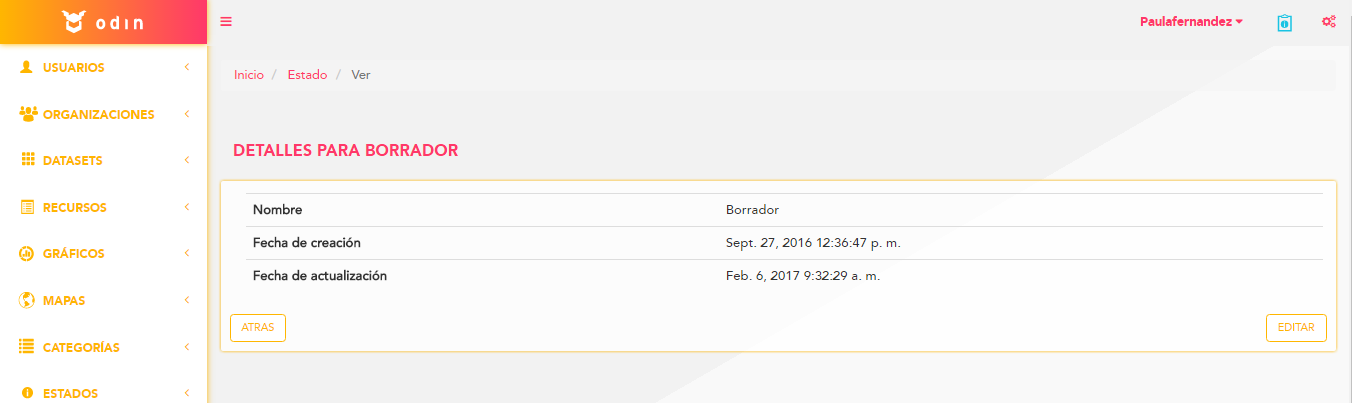 odın
Paulafernandez
USUARIOS
ORGANIZACIONES
DATASETS
RECURSOS
GRÁFICOS
MAPAS
CATEGORÍAS
ESTADOS
Inicio / Estado / Ver
DETALLES PARA BORRADOR
Nombre Borrador
Fecha de creación Sept. 27, 2016 12:36:47 p. m.
Fecha de actualización Feb. 6, 2017 9:32:29 a. m.
ATRAS EDITAR